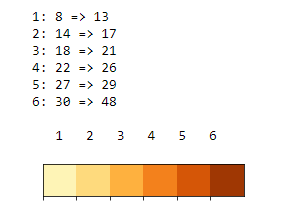 1: 8 => 13
2: 14 => 17
3: 18 => 21
4: 22 => 26
5: 27 => 29
6: 30 => 48
1 2 3 4 5 6